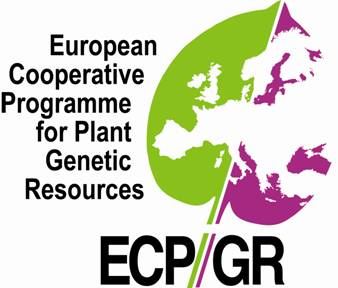 European
Cooperative
Programme
for Plant
Genetic
Resources
ECP//GR